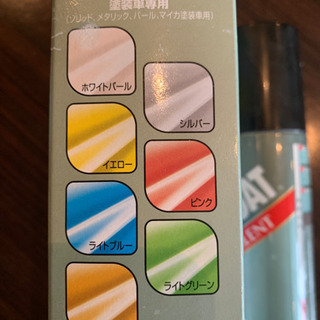 塗装車専用
(ソリッド、メタリック、パール、マイカ塗装車用)
ホワイトパール
シルバー
イエロー
ピンク
ライトブルー
ライトグリーン